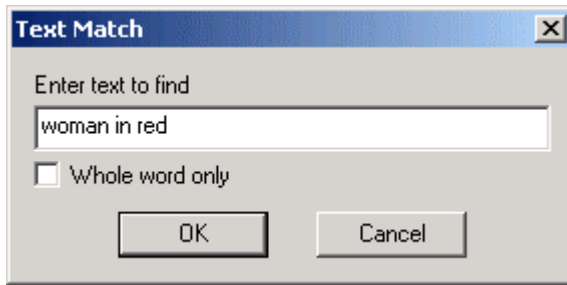 Text Match
Enter text to find
woman in red
Whole word only
OK Cancel